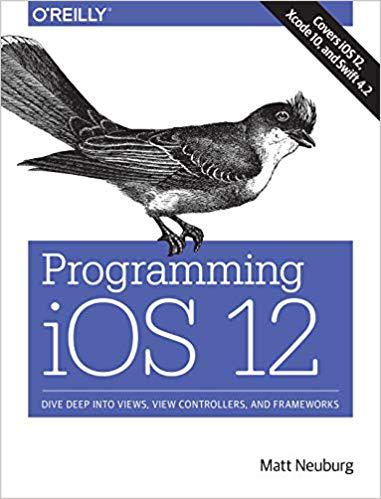 O'REILLY®
Covers iOS 12,
Xcode 10, and Swift 4.2
Programming
iOS 12
DIVE DEEP INTO VIEWS, VIEW CONTROLLERS, AND FRAMEWORKS
Matt Neuburg